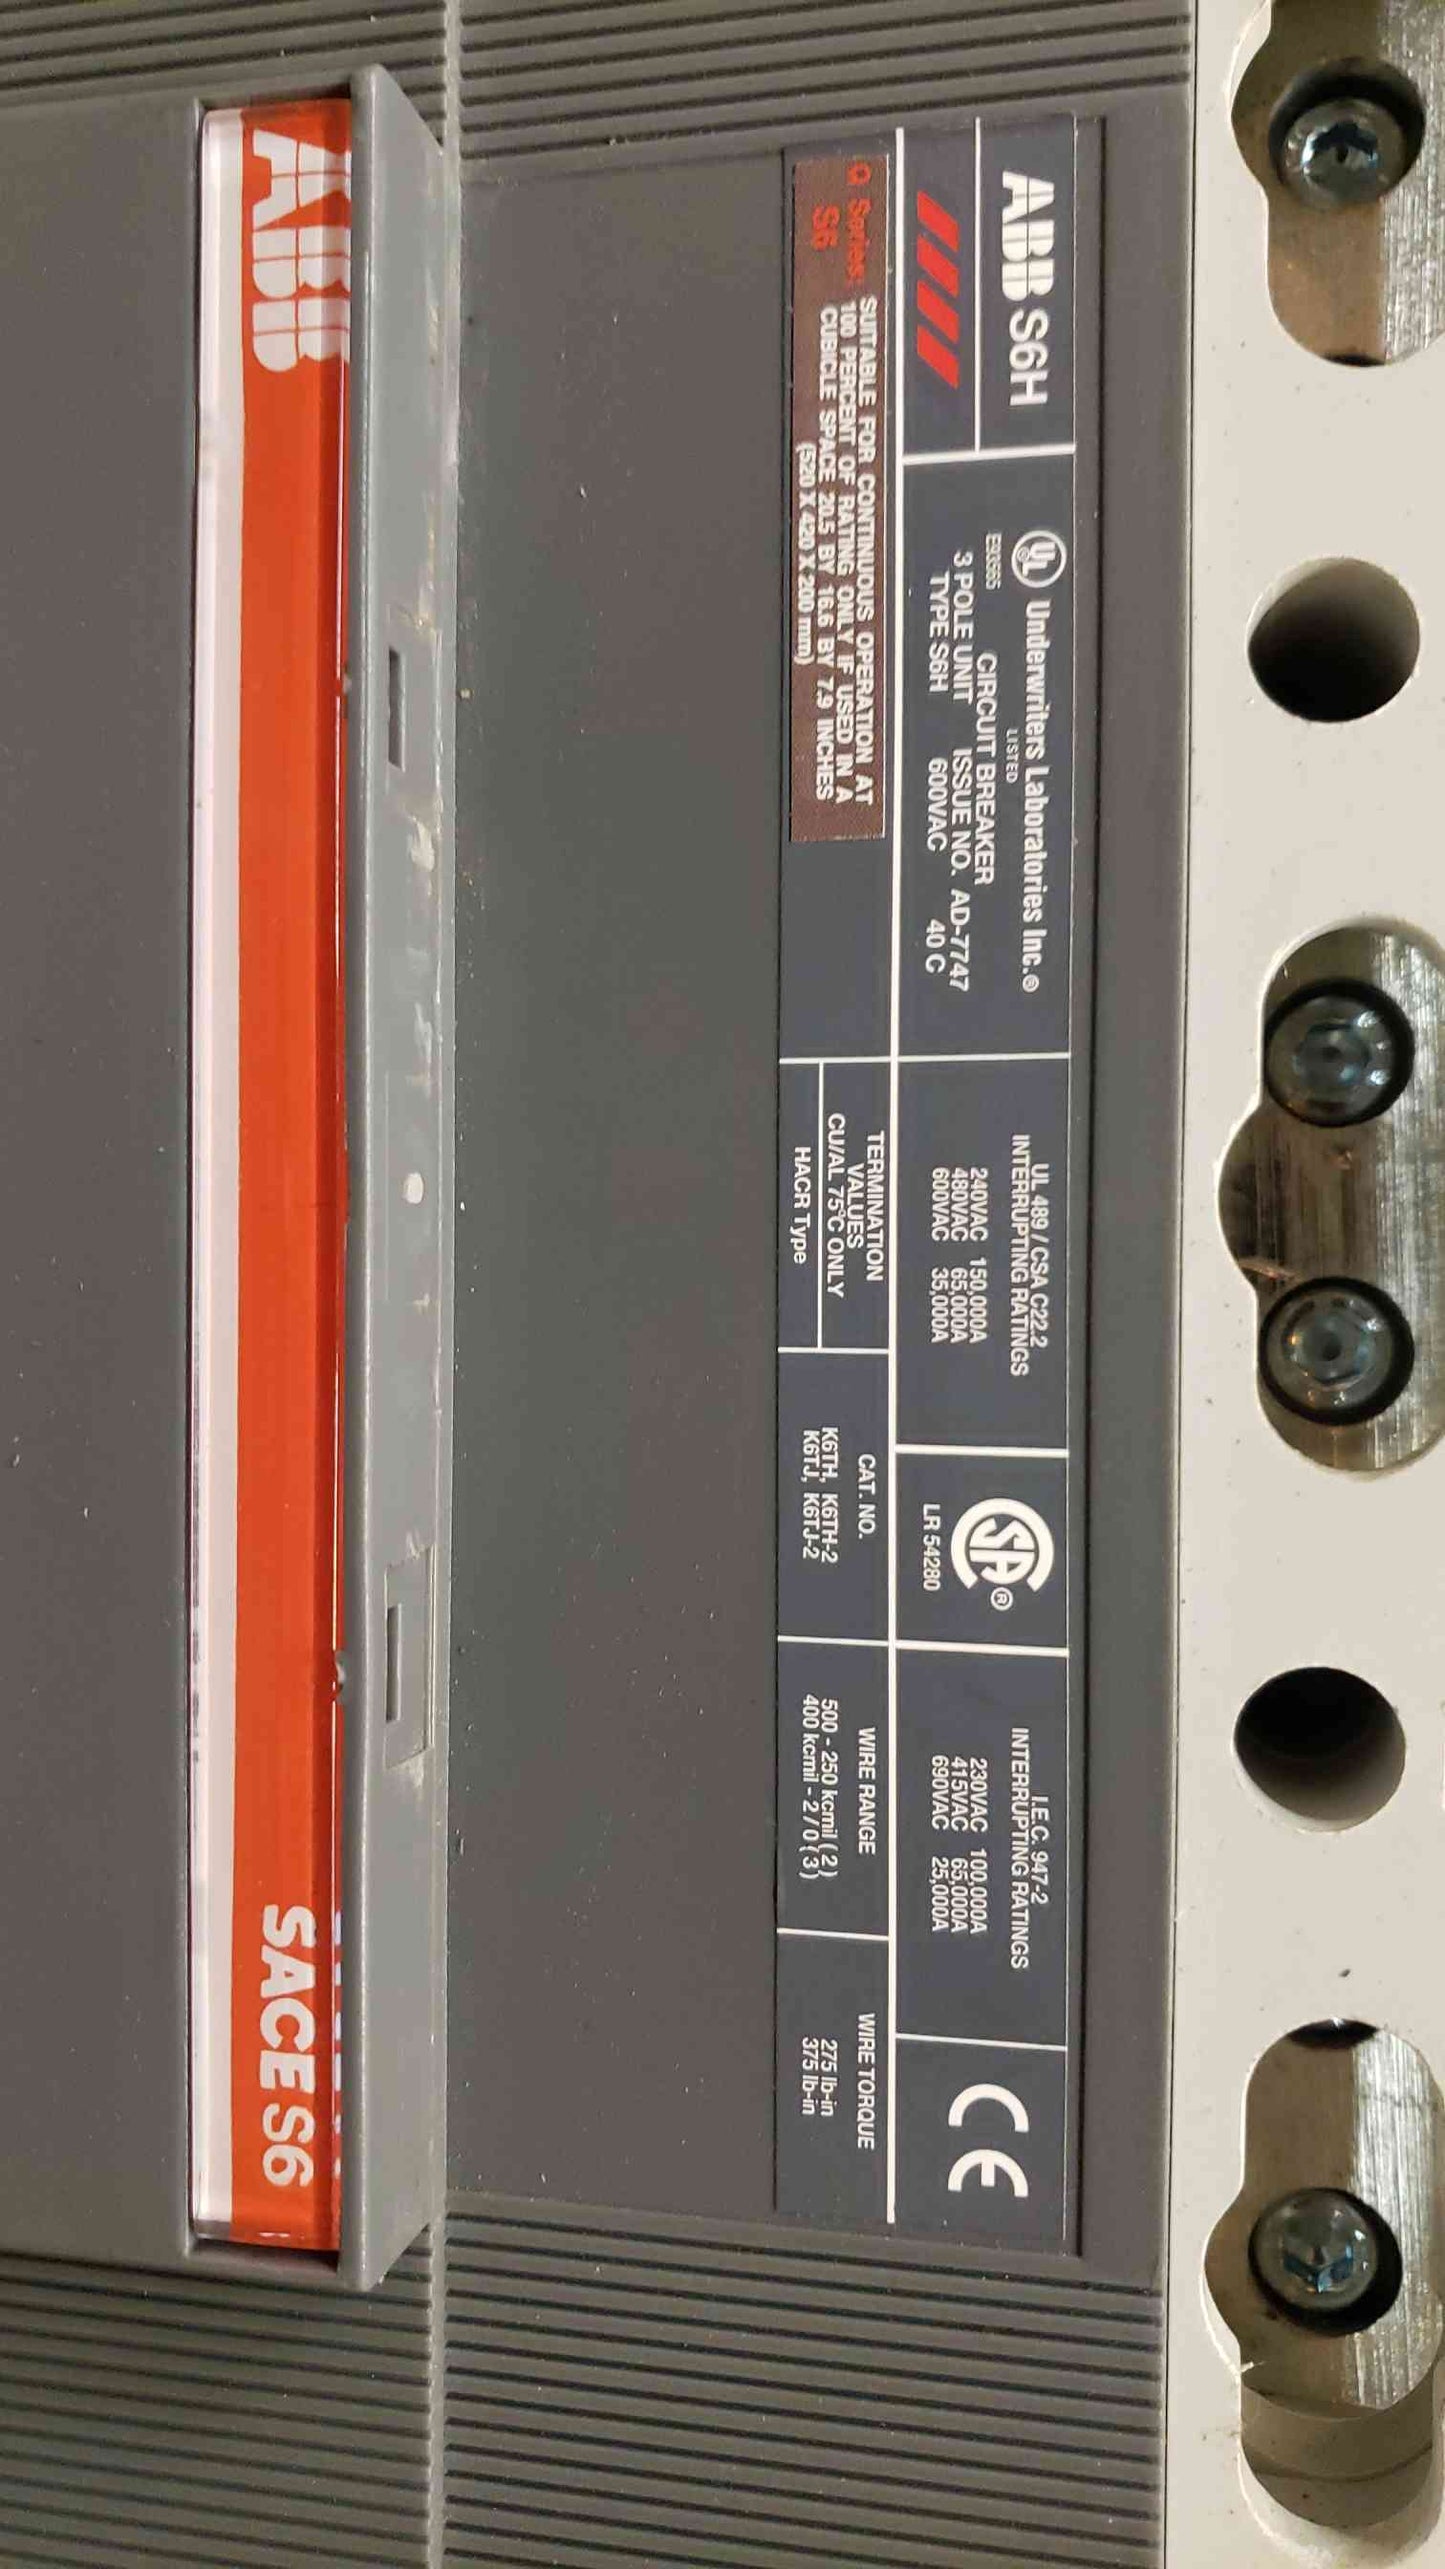 ABB S6H
UL® Underwriters Laboratories Inc.®
LISTED
E93565 CIRCUIT BREAKER
3 POLE UNIT ISSUE NO. AD-7747
TYPE S6H 600VAC 40 C
UL 489 / CSA C22.2
INTERRUPTING RATINGS
240VAC 150,000A
480VAC 65,000A
600VAC 35,000A
SA®
LR 54280
I.E.C. 947-2
INTERRUPTING RATINGS
230VAC 100,000A
415VAC 65,000A
690VAC 25,000A
CE
Q Series
S6
SUITABLE FOR CONTINUOUS OPERATION AT
100 PERCENT OF RATING ONLY IF USED IN A
CUBICLE SPACE 20.5 BY 16.6 BY 7.9 INCHES
(520 X 420 X 200 mm)
TERMINATION
VALUES
CU/AL 75°C ONLY
HACR Type
CAT. NO.
K6TH, K6TH-2
K6TJ, K6TJ-2
WIRE RANGE
500 - 250 kcmil (2)
400 kcmil - 2/0 (3)
WIRE TORQUE
275 lb-in
375 lb-in
ABB
SACE S6